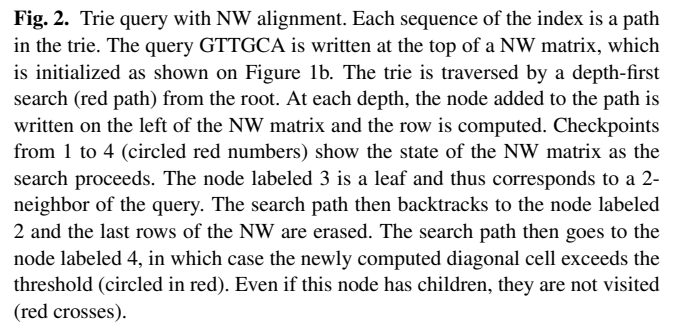 Fig. 2. Trie query with NW alignment. Each sequence of the index is a path
in the trie. The query GTTGCA is written at the top of a NW matrix, which
is initialized as shown on Figure 1b. The trie is traversed by a depth-first
search (red path) from the root. At each depth, the node added to the path is
written on the left of the NW matrix and the row is computed. Checkpoints
from 1 to 4 (circled red numbers) show the state of the NW matrix as the
search proceeds. The node labeled 3 is a leaf and thus corresponds to a 2-
neighbor of the query. The search path then backtracks to the node labeled
2 and the last rows of the NW are erased. The search path then goes to the
node labeled 4, in which case the newly computed diagonal cell exceeds the
threshold (circled in red). Even if this node has children, they are not visited
(red crosses).